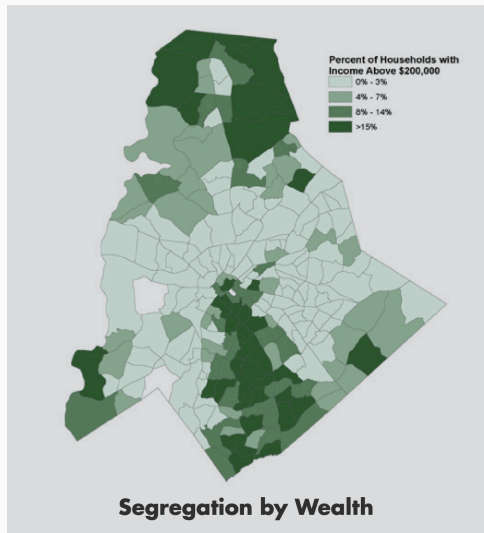 Percent of Households with
Income Above $200,000
0% - 3%
4% - 7%
8% - 14%
>15%
Segregation by Wealth